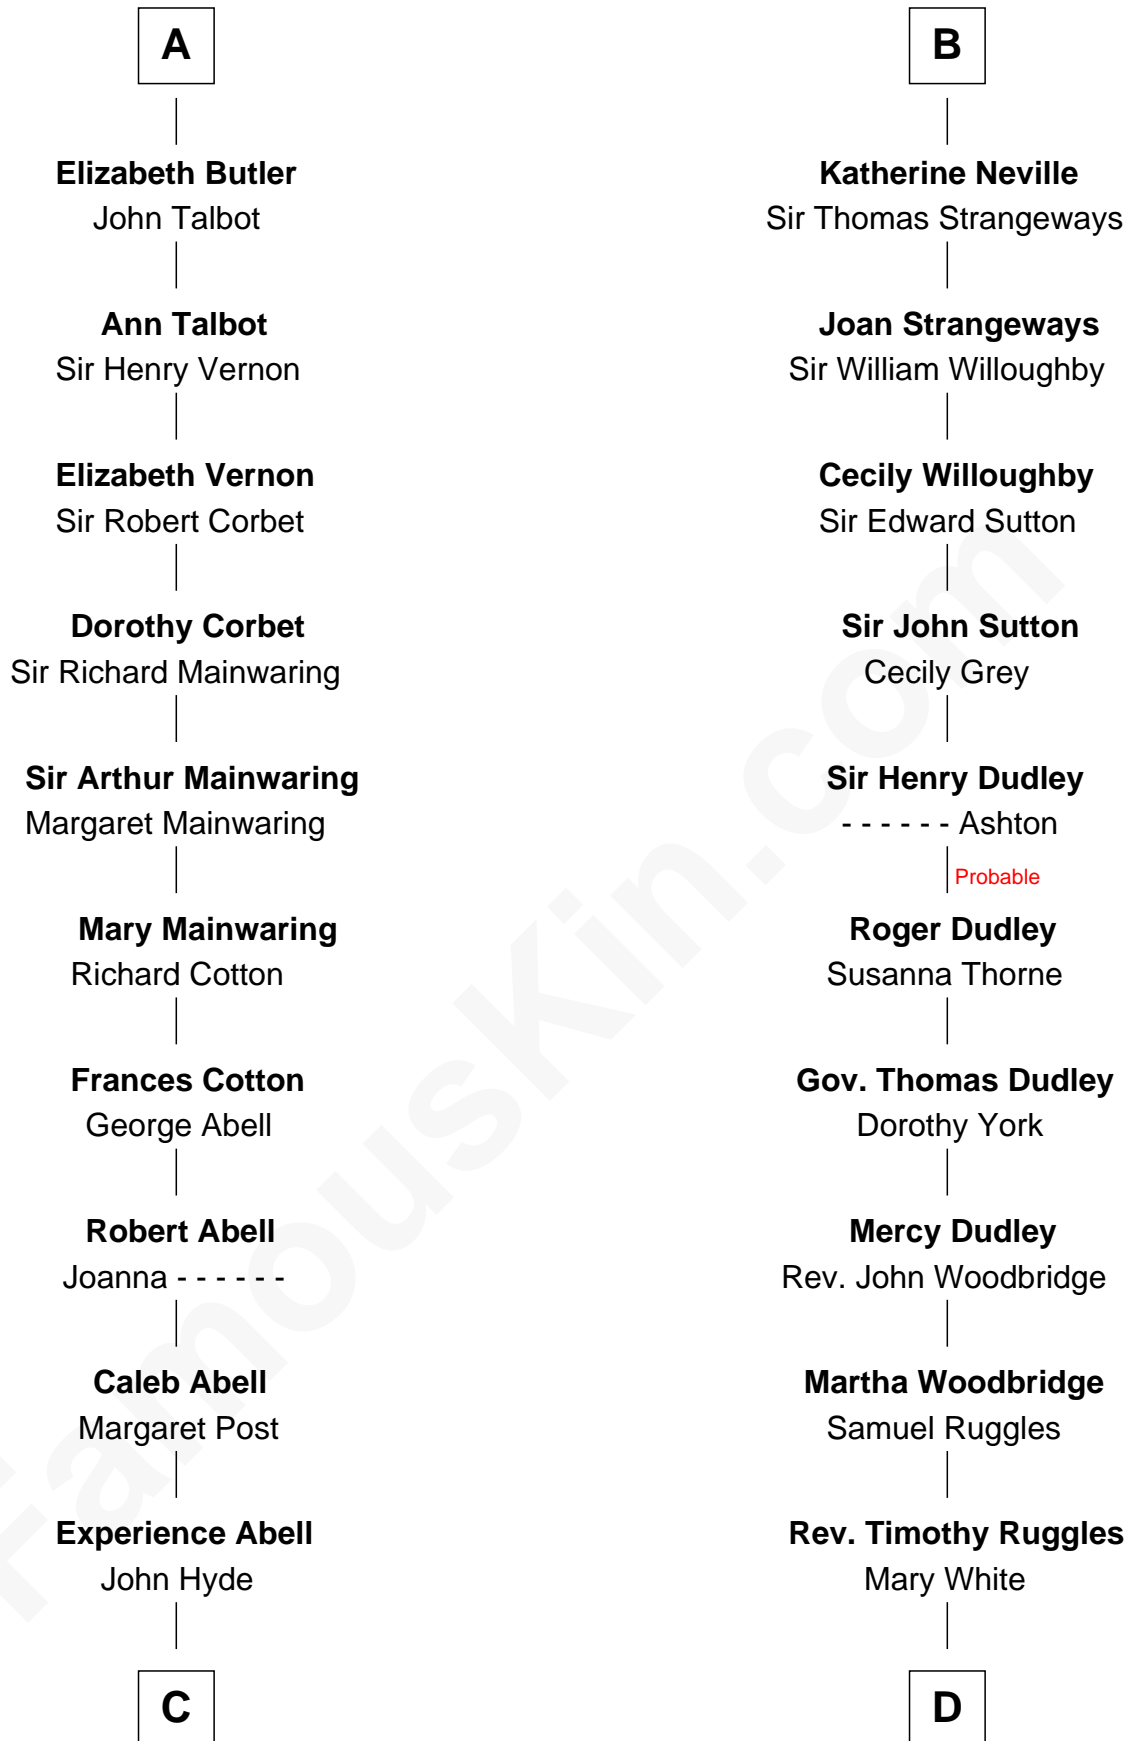 A
Elizabeth Butler
John Talbot
Ann Talbot
Sir Henry Vernon
Elizabeth Vernon
Sir Robert Corbet
Dorothy Corbet
Sir Richard Mainwaring
Sir Arthur Mainwaring
Margaret Mainwaring
Mary Mainwaring
Richard Cotton
Frances Cotton
George Abell
Robert Abell
Joanna - - - - - -
Caleb Abell
Margaret Post
Experience Abell
John Hyde
C
B
Katherine Neville
Sir Thomas Strangeways
Joan Strangeways
Sir William Willoughby
Cecily Willoughby
Sir Edward Sutton
Sir John Sutton
Cecily Grey
Sir Henry Dudley
- - - - - - Ashton
Probable
Roger Dudley
Susanna Thorne
Gov. Thomas Dudley
Dorothy York
Mercy Dudley
Rev. John Woodbridge
Martha Woodbridge
Samuel Ruggles
Rev. Timothy Ruggles
Mary White
D
FamousKin.com